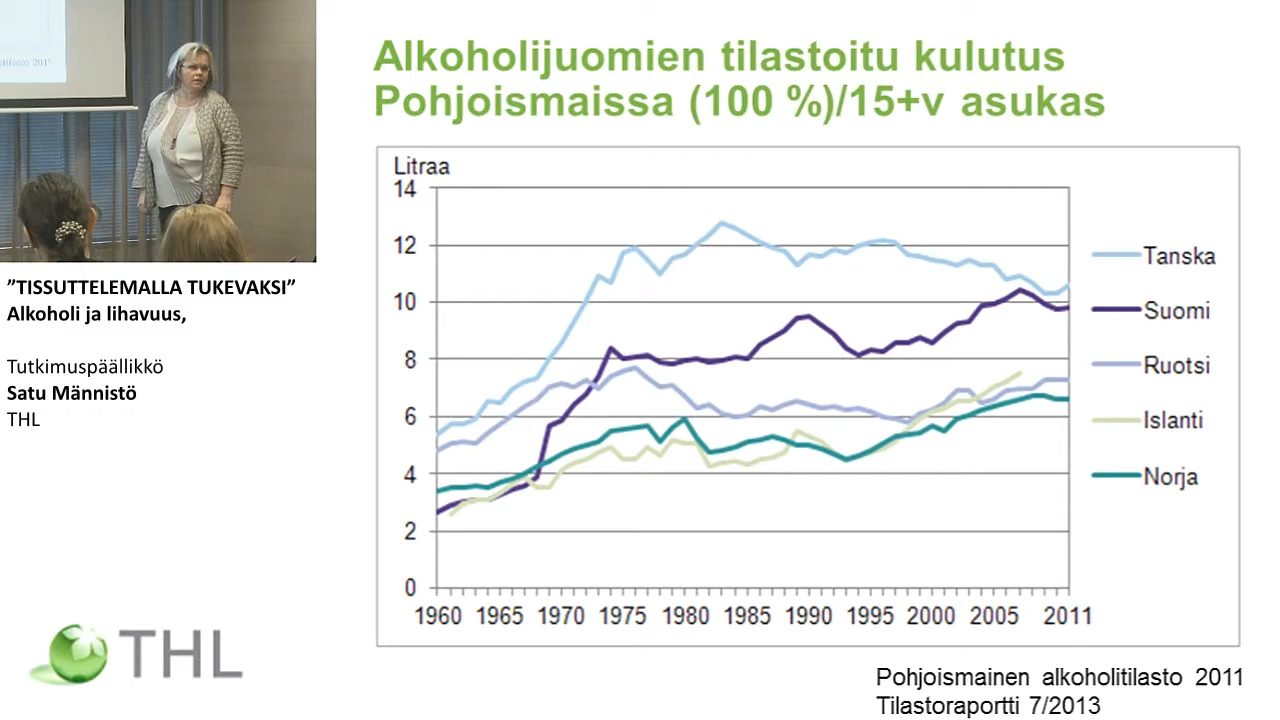 Alkoholijuomien tilastoitu kulutus
Pohjoismaissa (100 %)/15+v asukas
”TISSUTTELEMALLA TUKEVAKSI”
Alkoholi ja lihavuus,
Tutkimuspäällikkö
Satu Männistö
THL
THL
Litraa
14
12
10
8
6
4
2
0
1960 1965 1970 1975 1980 1985 1990 1995 2000 2005 2011
Tanska
Suomi
Ruotsi
Islanti
Norja
Pohjoismainen alkoholitilasto 2011
Tilastoraportti 7/2013